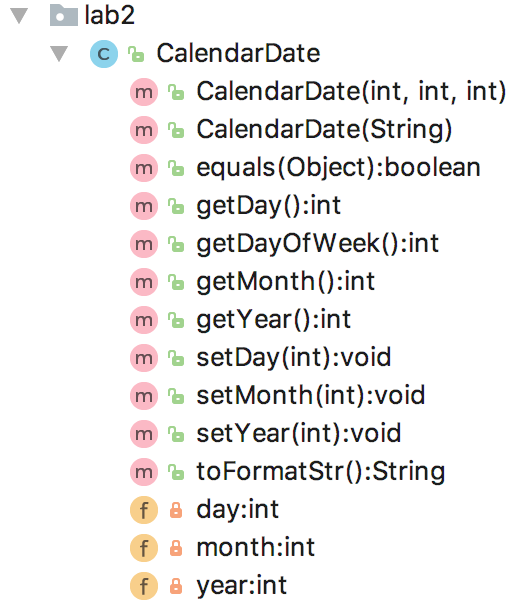 lab2
C CalendarDate
m CalendarDate(int, int, int)
m CalendarDate(String)
m equals(Object):boolean
m getDay():int
m getDayOfWeek():int
m getMonth():int
m getYear():int
m setDay(int):void
m setMonth(int):void
m setYear(int):void
m toFormatStr():String
f day:int
f month:int
f year:int